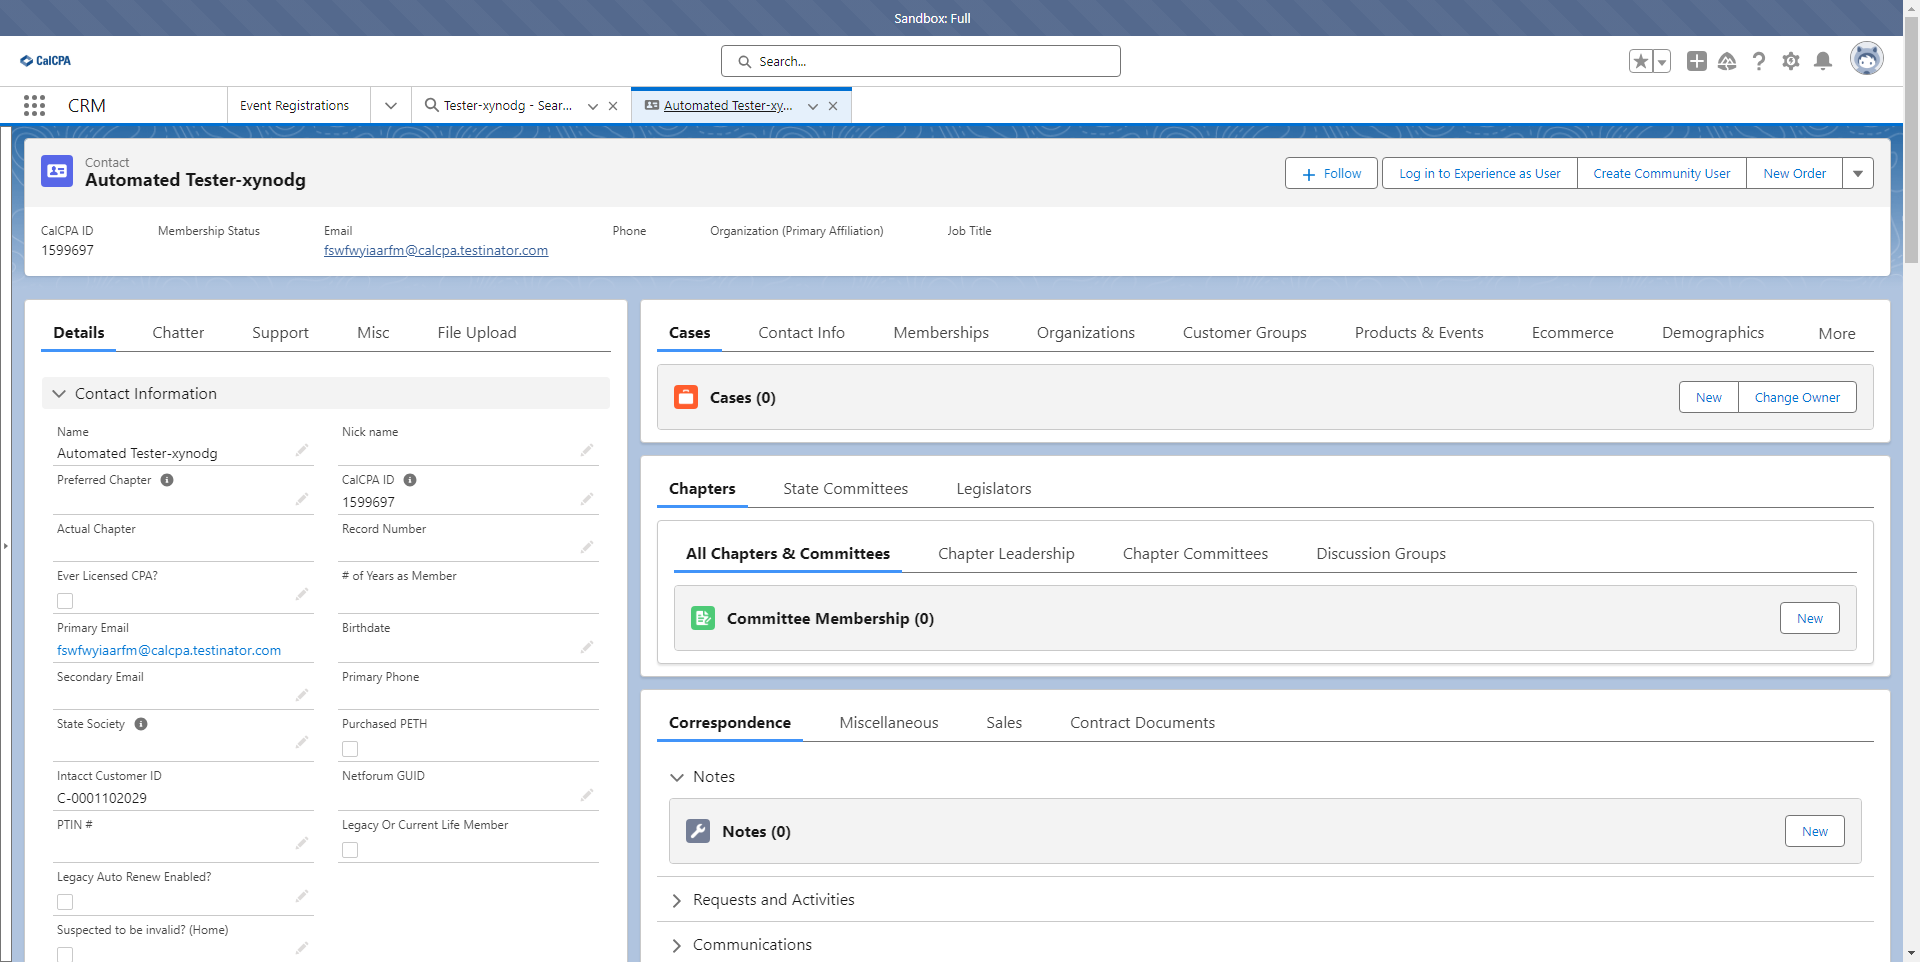 Sandbox: Full
CalCPA
Search...
CRM
Event Registrations
Tester-xynodg - Sear...
Automated Tester-xy...
Contact
Automated Tester-xynodg
Follow
Log in to Experience as User
Create Community User
New Order
CalCPA ID
Membership Status
Email
Phone
Organization (Primary Affiliation)
Job Title
1599697
fswfwyiaarfm@calcpa.testinator.com
Details
Chatter
Support
Misc
File Upload
Contact Information
Name
Automated Tester-xynodg
Nick name
Preferred Chapter
CalCPA ID
1599697
Actual Chapter
Record Number
Ever Licensed CPA?
# of Years as Member
Primary Email
fswfwyiaarfm@calcpa.testinator.com
Birthdate
Secondary Email
Primary Phone
State Society
Purchased PETH
Intacct Customer ID
C-0001102029
Netforum GUID
PTIN #
Legacy Or Current Life Member
Legacy Auto Renew Enabled?
Suspected to be invalid? (Home)
Cases
Contact Info
Memberships
Organizations
Customer Groups
Products & Events
Ecommerce
Demographics
More
Cases (0)
New
Change Owner
Chapters
State Committees
Legislators
All Chapters & Committees
Chapter Leadership
Chapter Committees
Discussion Groups
Committee Membership (0)
New
Correspondence
Miscellaneous
Sales
Contract Documents
Notes
Notes (0)
New
Requests and Activities
Communications